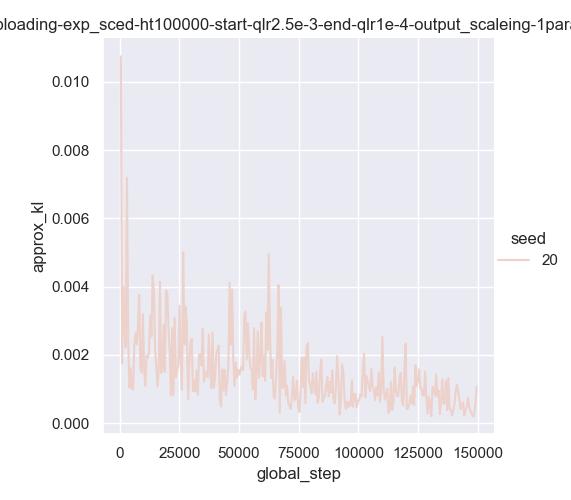 ploading-exp_sced-ht100000-start-qlr2.5e-3-end-qlr1e-4-output_scaleing-1para
0.010
0.008
0.006
0.004
0.002
0.000
approx_kl
0 25000 50000 75000 100000 125000 150000
global_step
seed
20